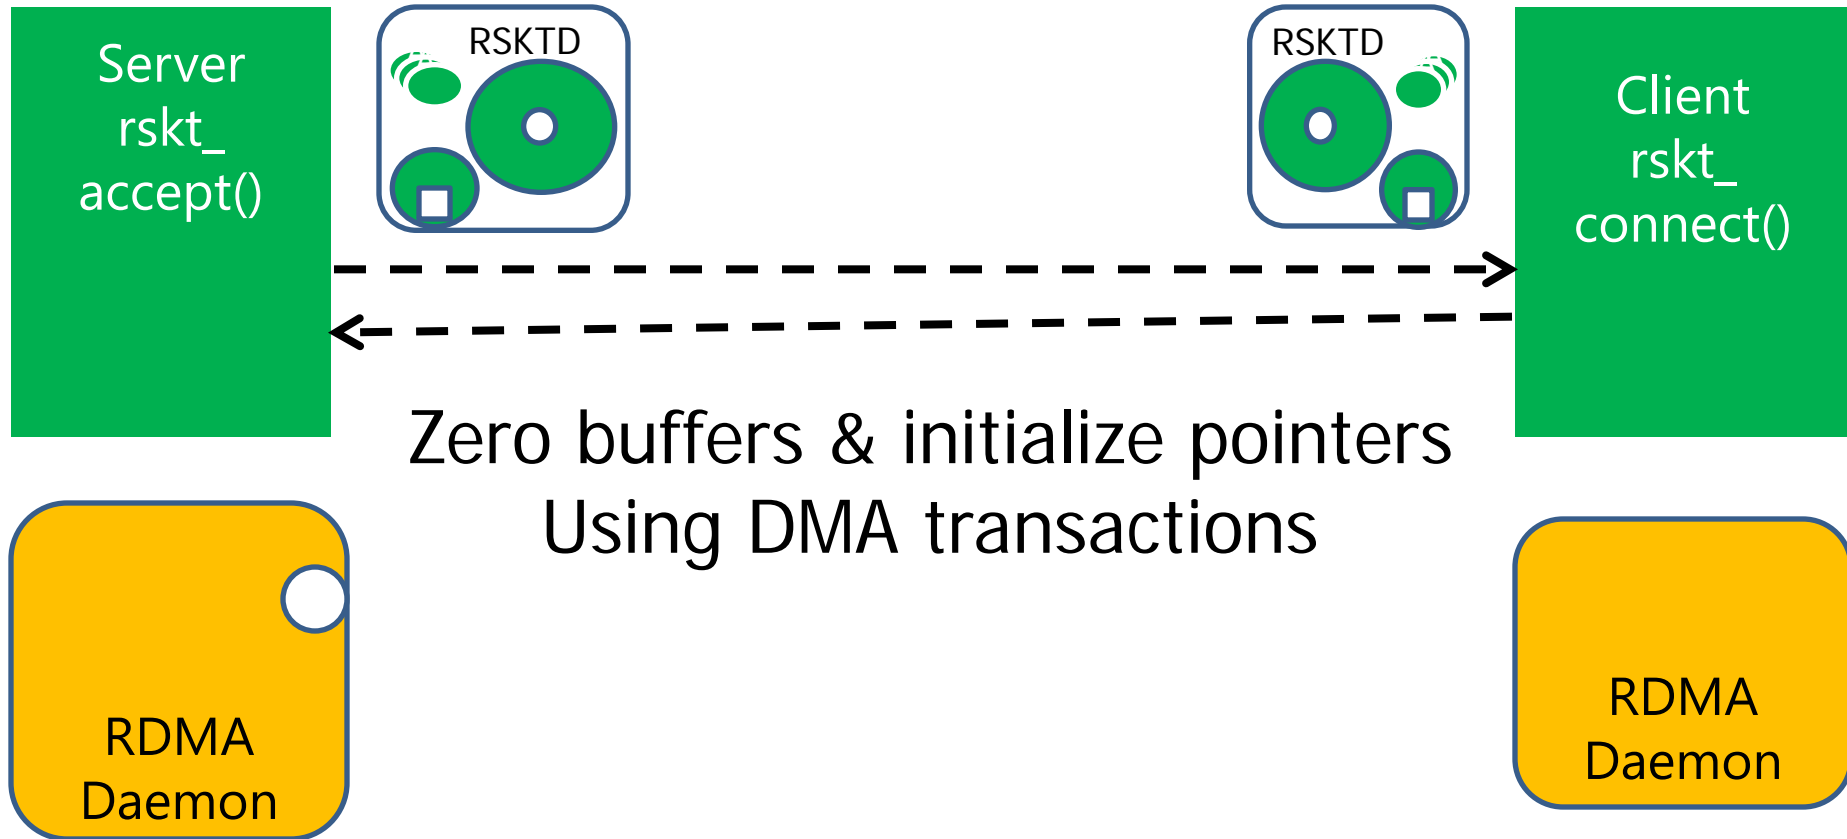 Server
rskt_
accept()
RSKTD
RSKTD
Client
rskt_
connect()
Zero buffers & initialize pointers
Using DMA transactions
RDMA
Daemon
RDMA
Daemon